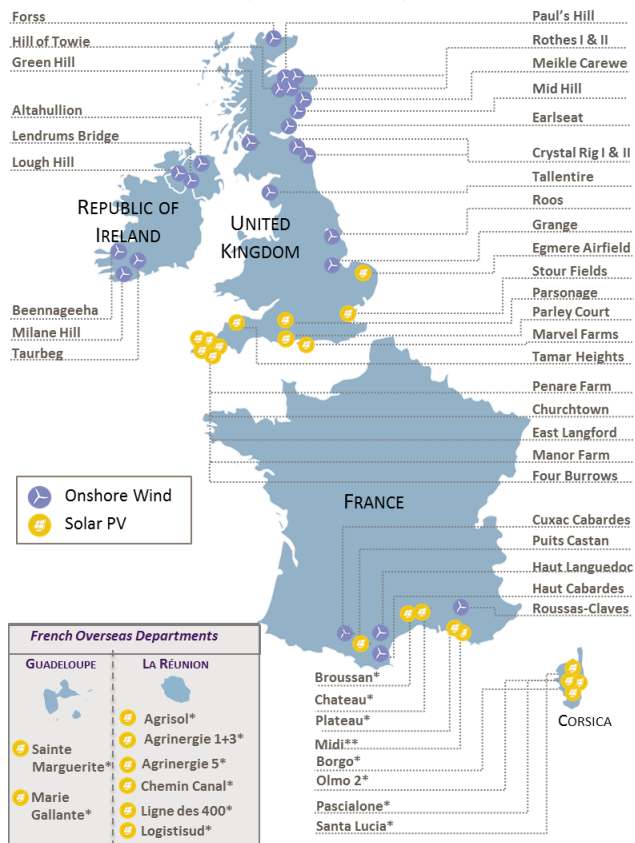 Forss
Hill of Towie
Green Hill
Altahullion
Lendrums Bridge
Lough Hill
REPUBLIC OF
IRELAND
UNITED
KINGDOM
Beennageeha
Milane Hill
Taurbeg
Paul's Hill
Rothes I & II
Meikle Carewe
Mid Hill
Earlseat
Crystal Rig I & II
Tallentire
Roos
Grange
Egmere Airfield
Stour Fields
Parsonage
Parley Court
Marvel Farms
Tamar Heights
Penare Farm
Churchtown
East Langford
Manor Farm
Four Burrows
Onshore Wind
Solar PV
FRANCE
Cuxac Cabardes
Puits Castan
Haut Languedoc
Haut Cabardes
Roussas-Claves
Broussan*
Chateau*
Plateau*
Midi**
Borgo*
Olmo 2*
Pascialone*
Santa Lucia*
CORSICA
French Overseas Departments
GUADELOUPE
Sainte
Marguerite*
Marie
Gallante*
LA RÉUNION
Agrisol*
Agrinergie 1+3*
Agrinergie 5*
Chemin Canal*
Ligne des 400*
Logistisud*